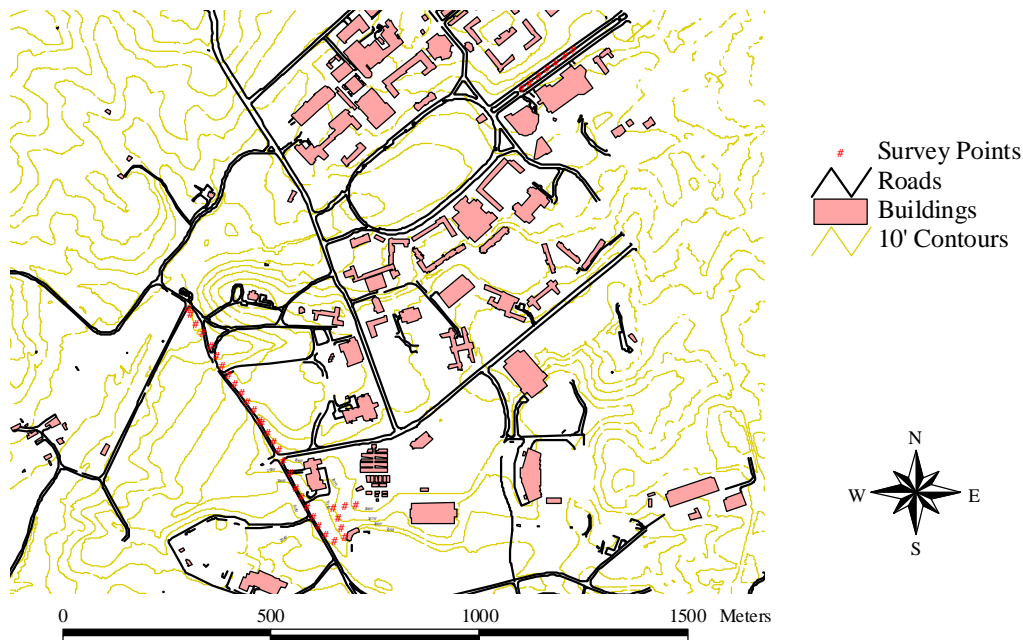 # Survey Points
Roads
Buildings
10' Contours
N
W E
S
0 500 1000 1500 Meters